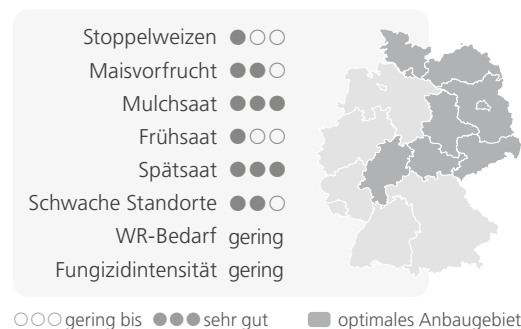 Stoppelweizen ●○○
Maisvorfrucht ●●○
Mulchsaat ●●●
Frühsaat ●○○
Spätsaat ●●●
Schwache Standorte ●●○
WR-Bedarf gering
Fungizidintensität gering
○○○ gering bis ●●● sehr gut
optimales Anbaugebiet